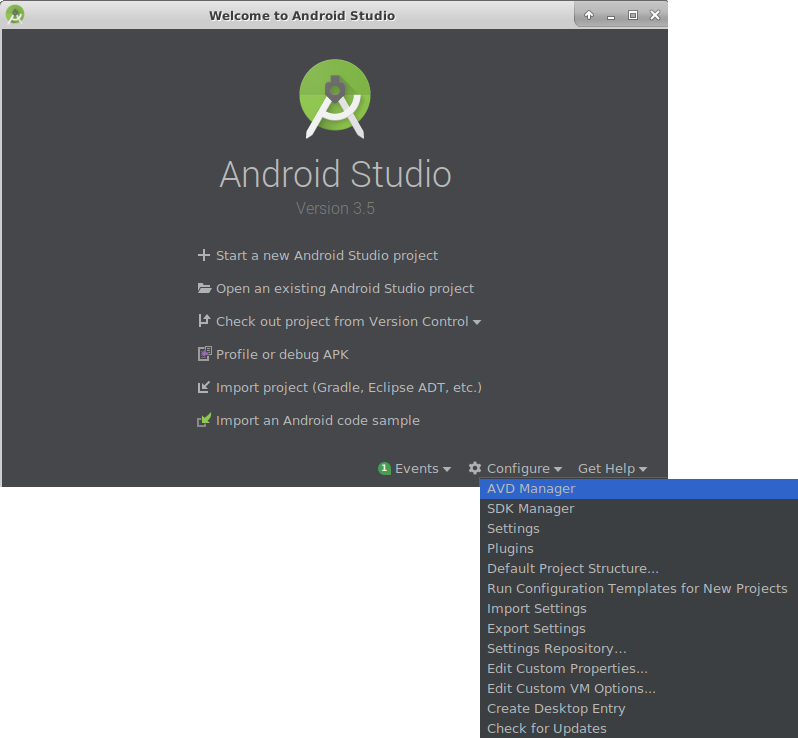 Welcome to Android Studio
Android Studio
Version 3.5
Start a new Android Studio project
Open an existing Android Studio project
Check out project from Version Control
Profile or debug APK
Import project (Gradle, Eclipse ADT, etc.)
Import an Android code sample
1 Events Configure Get Help
AVD Manager
SDK Manager
Settings
Plugins
Default Project Structure...
Run Configuration Templates for New Projects
Import Settings
Export Settings
Settings Repository...
Edit Custom Properties...
Edit Custom VM Options...
Create Desktop Entry
Check for Updates